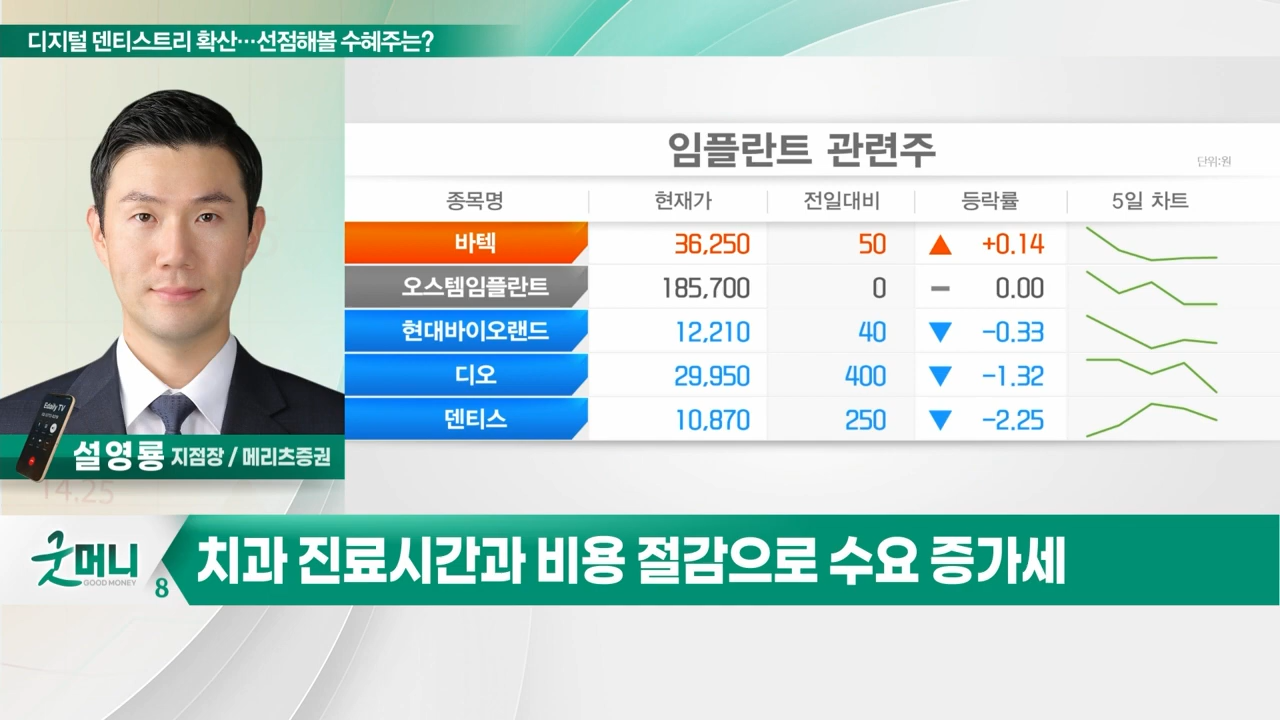 디지털 덴티스트리 확산…선점해볼 수혜주는?
임플란트 관련주
단위:원
종목명 현재가 전일대비 등락률 5일 차트
바텍 36,250 50 ▲ +0.14
오스템임플란트 185,700 0 - 0.00
현대바이오랜드 12,210 40 ▼ -0.33
디오 29,950 400 ▼ -1.32
덴티스 10,870 250 ▼ -2.25
Edaily TV
설영룡 지점장 / 메리츠증권
14.25
굿머니
GOOD MONEY
8
치과 진료시간과 비용 절감으로 수요 증가세